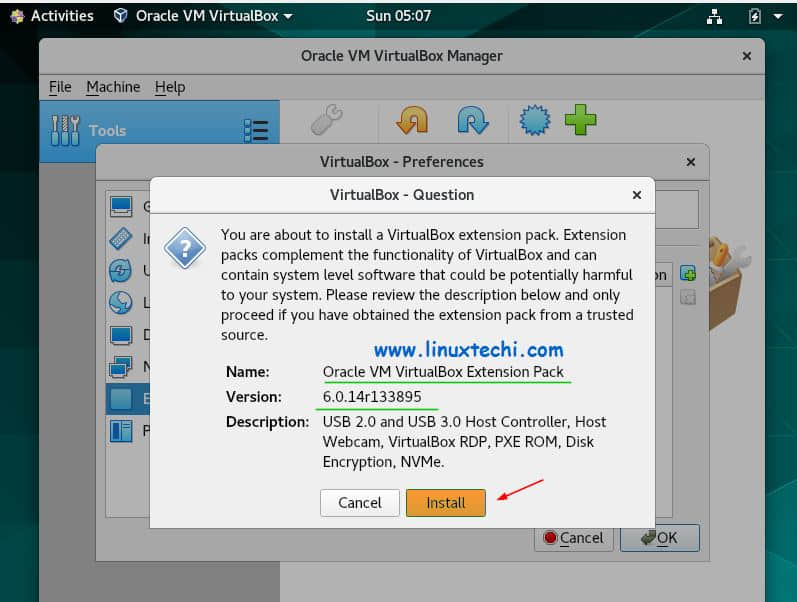 Activities Oracle VM VirtualBox Sun 05:07
Oracle VM VirtualBox Manager
File Machine Help
Tools
VirtualBox - Preferences
VirtualBox - Question
You are about to install a VirtualBox extension pack. Extension
packs complement the functionality of VirtualBox and can
contain system level software that could be potentially harmful
to your system. Please review the description below and only
proceed if you have obtained the extension pack from a trusted
source.
www.linuxtechi.com
Name: Oracle VM VirtualBox Extension Pack
Version: 6.0.14r133895
Description: USB 2.0 and USB 3.0 Host Controller, Host
Webcam, VirtualBox RDP, PXE ROM, Disk
Encryption, NVMe.
Cancel Install
Cancel OK